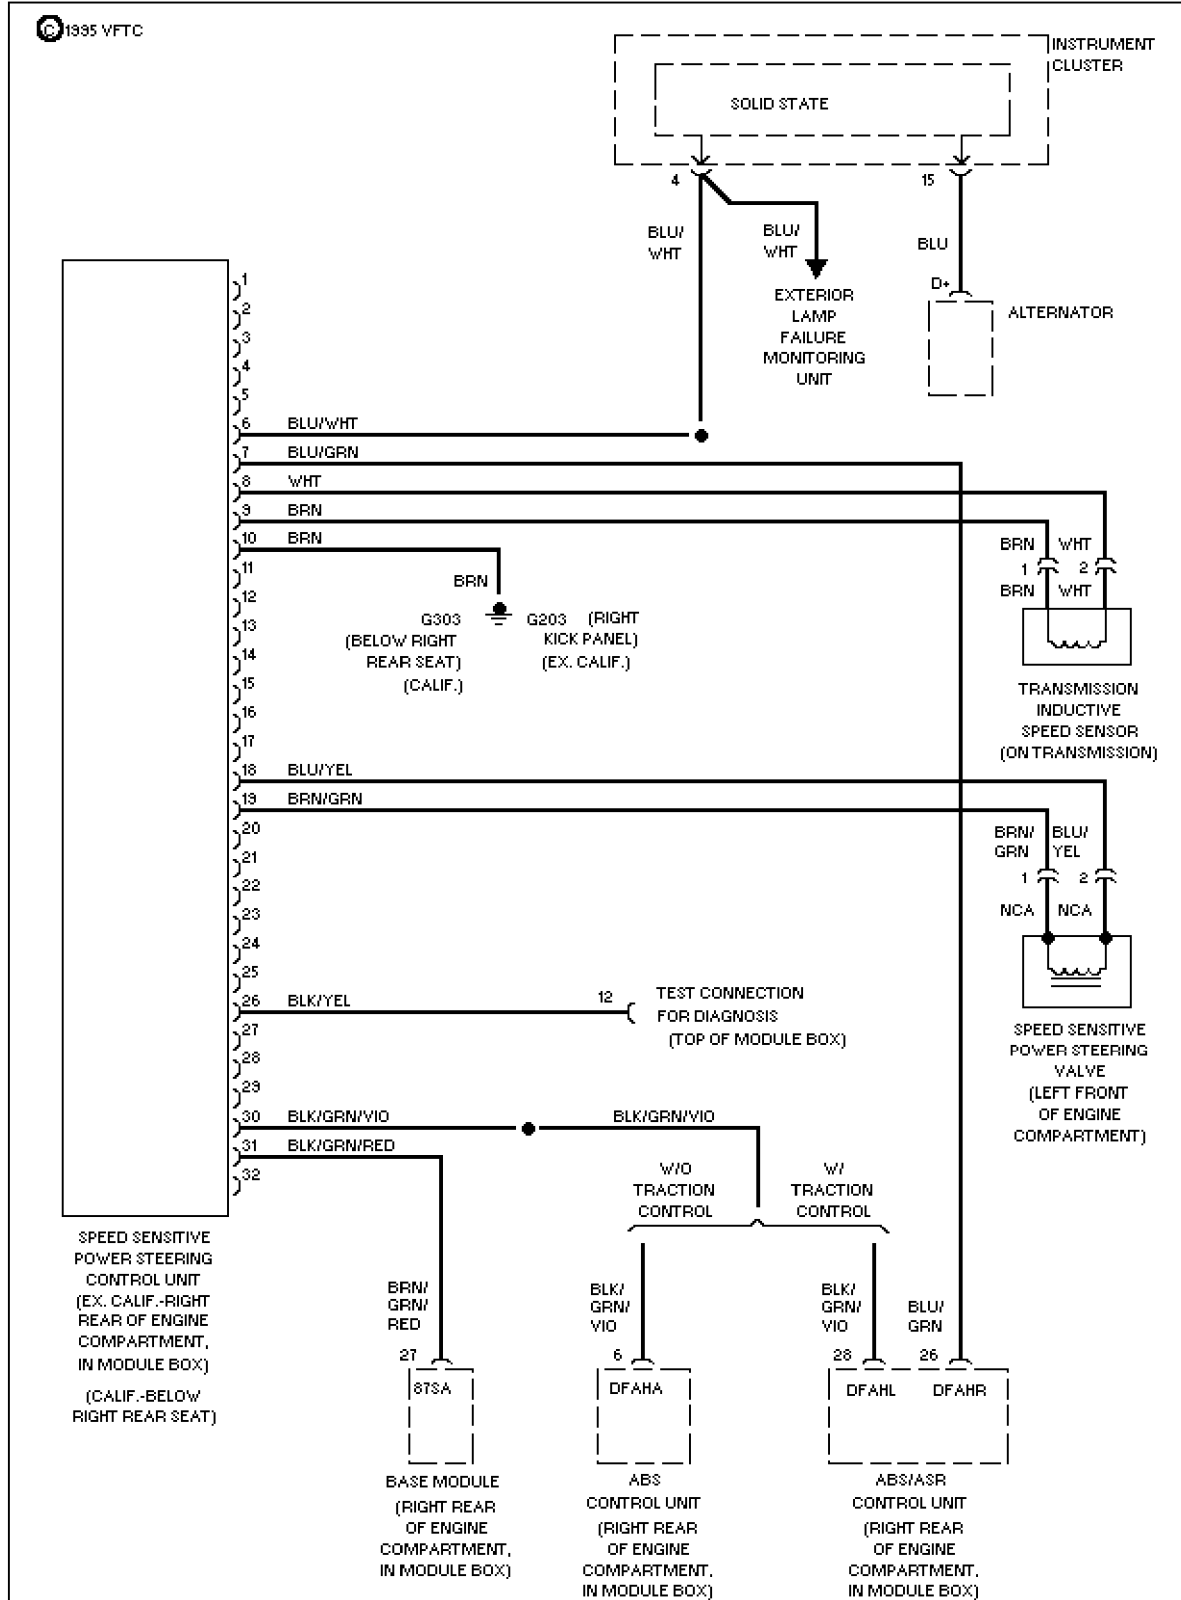 © 1995 VFTC
INSTRUMENT
CLUSTER
SOLID STATE
4
15
BLU/
WHT
BLU/
WHT
BLU
D+
EXTERIOR
LAMP
FAILURE
MONITORING
UNIT
ALTERNATOR
1
2
3
4
5
6 BLU/WHT
7 BLU/GRN
8 WHT
9 BRN
10 BRN
11
12
13
14
15
16
17
18 BLU/YEL
19 BRN/GRN
20
21
22
23
24
25
26 BLK/YEL
27
28
29
30 BLK/GRN/VIO
31 BLK/GRN/RED
32
BRN
G303
(BELOW RIGHT
REAR SEAT)
(CALIF.)
G203 (RIGHT
KICK PANEL)
(EX. CALIF.)
BRN WHT
1 2
BRN WHT
TRANSMISSION
INDUCTIVE
SPEED SENSOR
(ON TRANSMISSION)
BRN/
GRN
BLU/
YEL
1 2
NCA NCA
SPEED SENSITIVE
POWER STEERING
VALVE
(LEFT FRONT
OF ENGINE
COMPARTMENT)
12
TEST CONNECTION
FOR DIAGNOSIS
(TOP OF MODULE BOX)
BLK/GRN/VIO
W/O
TRACTION
CONTROL
W/
TRACTION
CONTROL
SPEED SENSITIVE
POWER STEERING
CONTROL UNIT
(EX. CALIF.-RIGHT
REAR OF ENGINE
COMPARTMENT,
IN MODULE BOX)
(CALIF.-BELOW
RIGHT REAR SEAT)
BRN/
GRN/
RED
27
87SA
BASE MODULE
(RIGHT REAR
OF ENGINE
COMPARTMENT,
IN MODULE BOX)
BLK/
GRN/
VIO
6
DFAHA
ABS
CONTROL UNIT
(RIGHT REAR
OF ENGINE
COMPARTMENT,
IN MODULE BOX)
BLK/
GRN/
VIO
28
BLU/
GRN
26
DFAHL DFAHR
ABS/ASR
CONTROL UNIT
(RIGHT REAR
OF ENGINE
COMPARTMENT,
IN MODULE BOX)